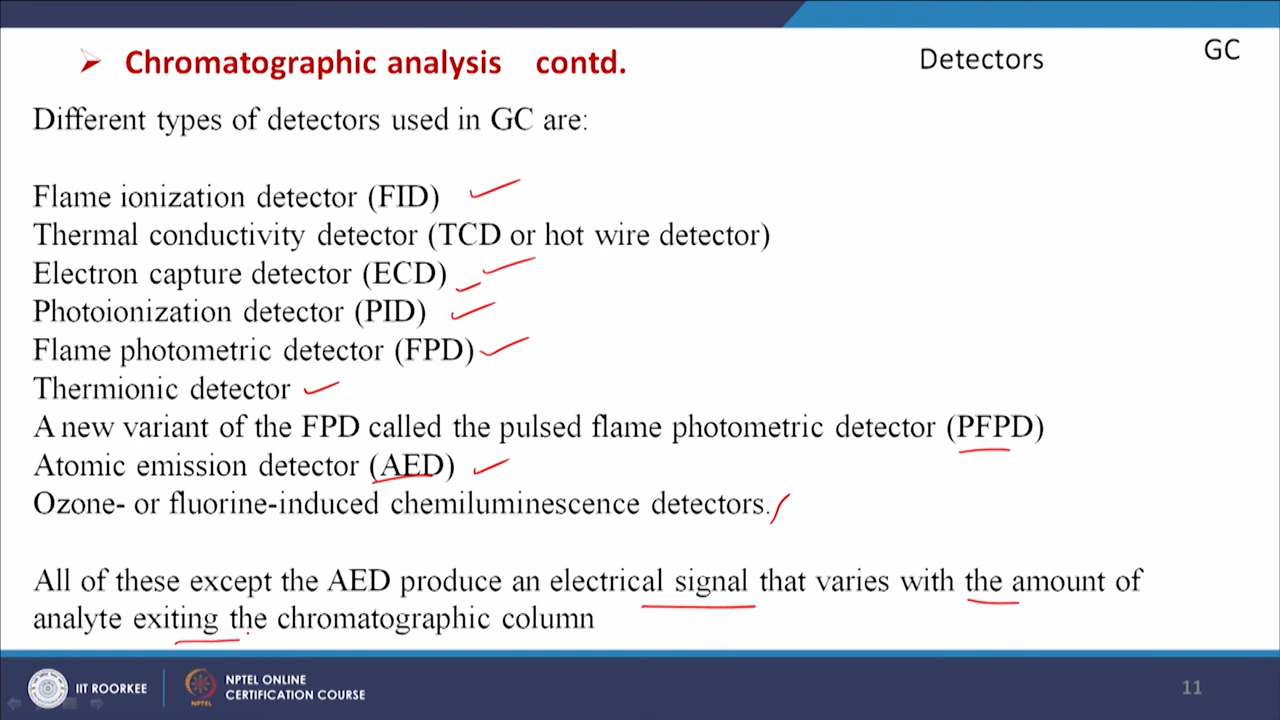 Chromatographic analysis contd.
Detectors
GC
Different types of detectors used in GC are:
Flame ionization detector (FID)
Thermal conductivity detector (TCD or hot wire detector)
Electron capture detector (ECD)
Photoionization detector (PID)
Flame photometric detector (FPD)
Thermionic detector
A new variant of the FPD called the pulsed flame photometric detector (PFPD)
Atomic emission detector (AED)
Ozone- or fluorine-induced chemiluminescence detectors.
All of these except the AED produce an electrical signal that varies with the amount of
analyte exiting the chromatographic column
IIT ROORKEE
NPTEL
NPTEL ONLINE
CERTIFICATION COURSE
11